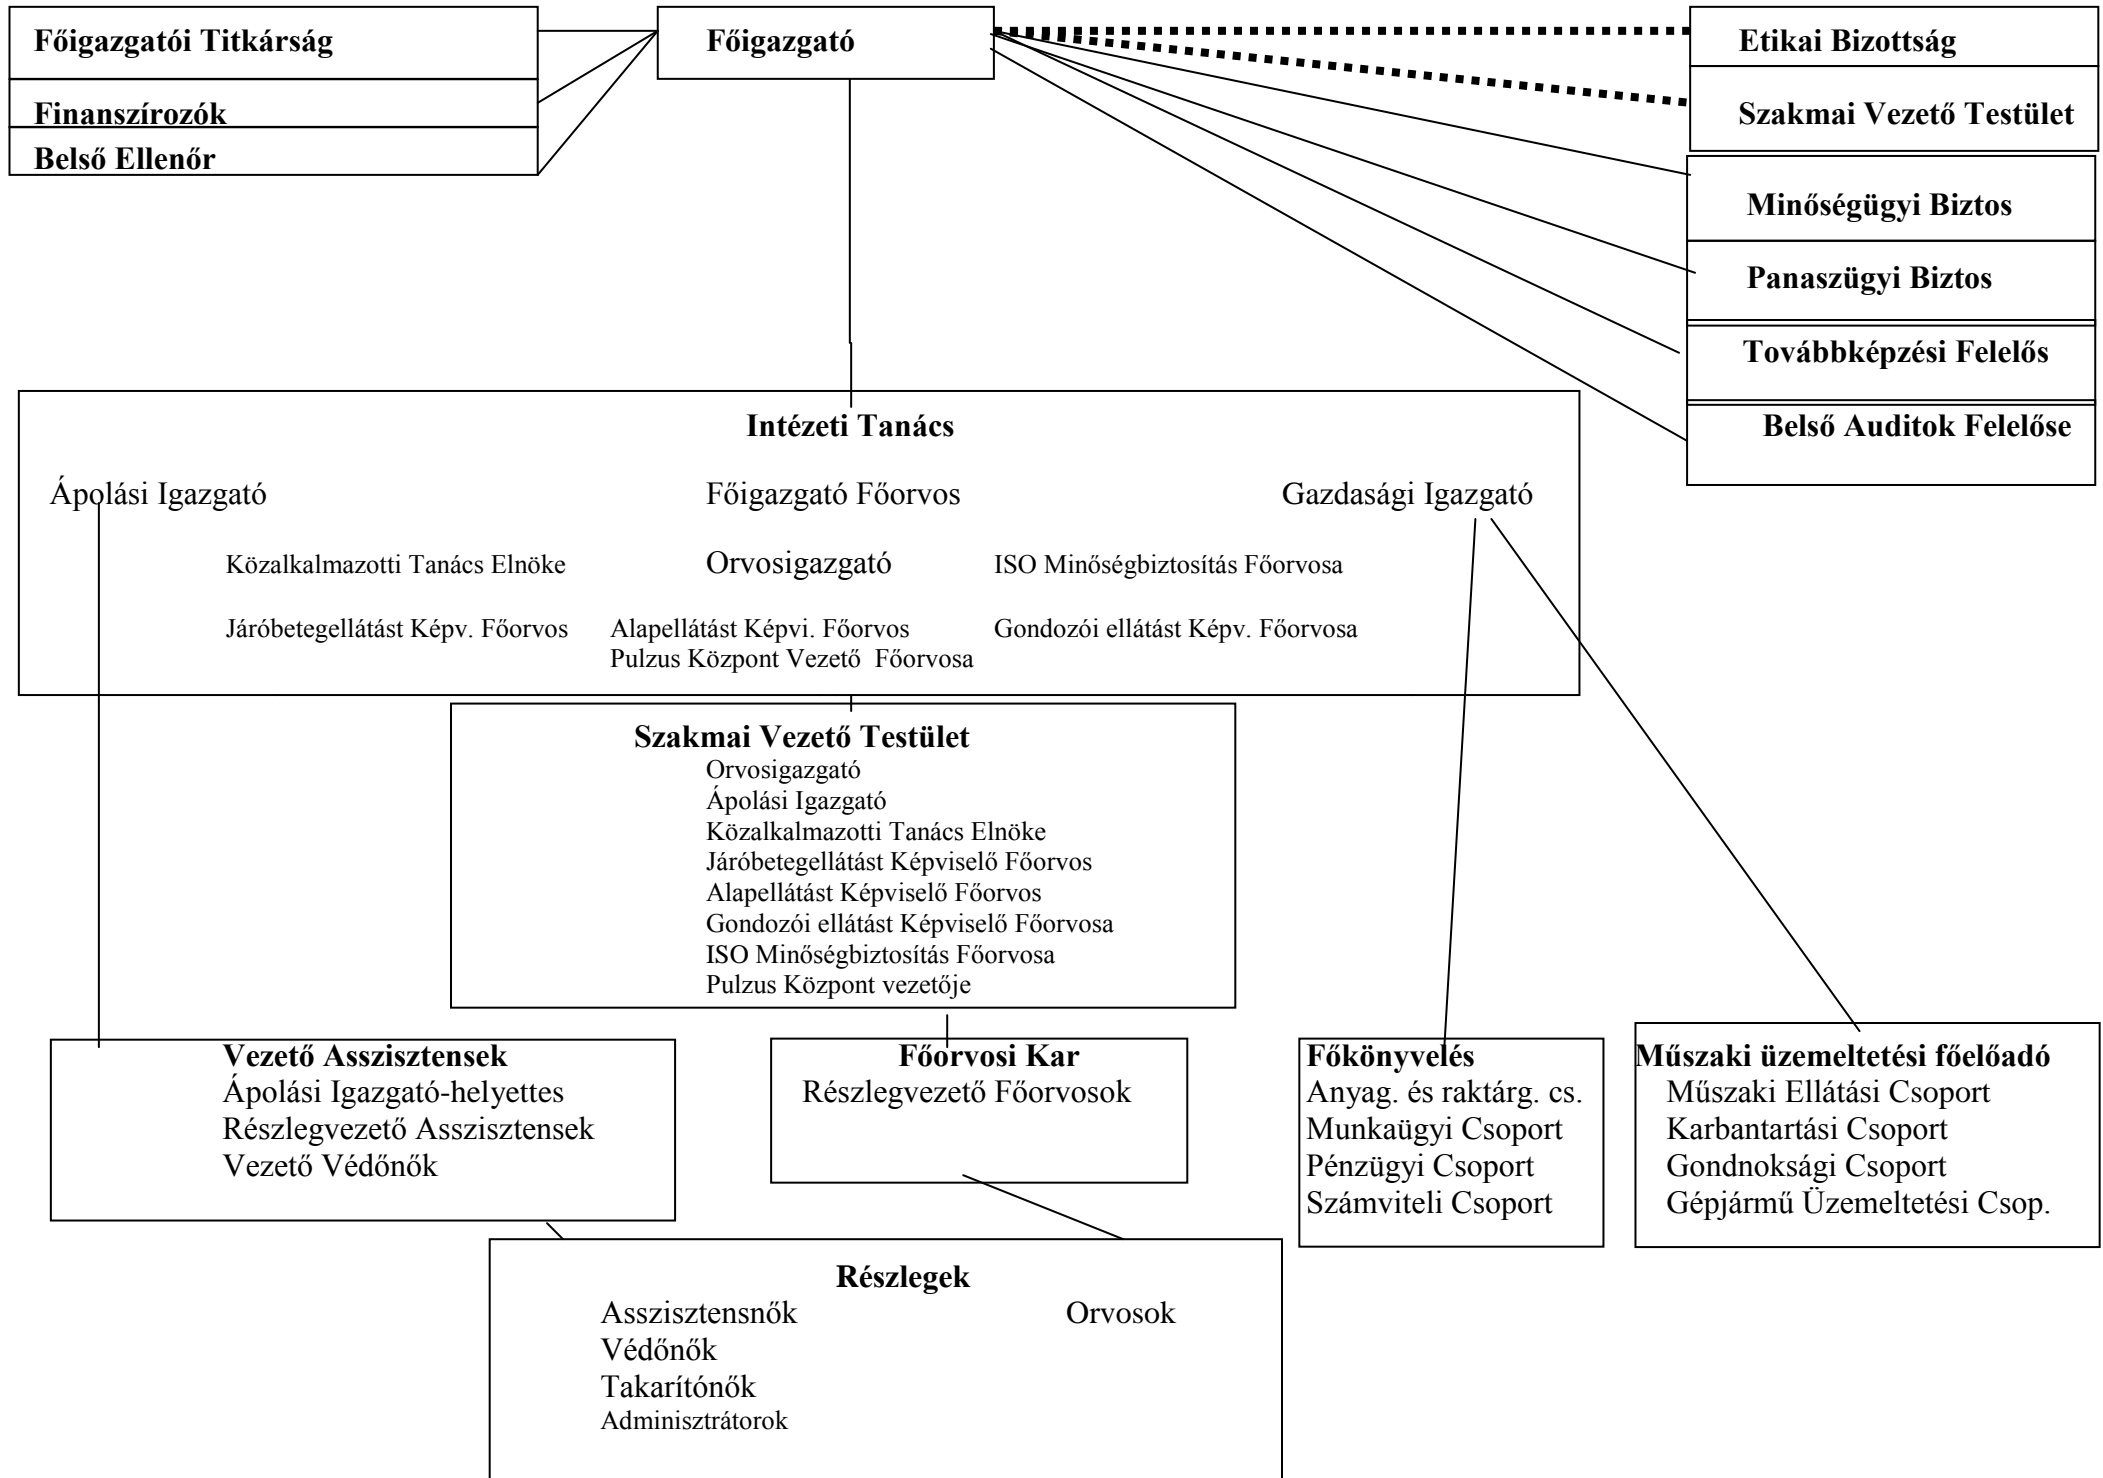 Főigazgatói Titkárság
Finanszírozók
Belső Ellenőr
Főigazgató
Etikai Bizottság
Szakmai Vezető Testület
Minőségügyi Biztos
Panaszügyi Biztos
Továbbképzési Felelős
Belső Auditok Felelőse
Intézeti Tanács
Ápolási Igazgató
Főigazgató Főorvos
Gazdasági Igazgató
Közalkalmazotti Tanács Elnöke
Orvosigazgató
ISO Minőségbiztosítás Főorvosa
Járóbetegellátást Képv. Főorvos
Alapellátást Képvi. Főorvos
Gondozói ellátást Képv. Főorvosa
Pulzus Központ Vezető Főorvosa
Szakmai Vezető Testület
Orvosigazgató
Ápolási Igazgató
Közalkalmazotti Tanács Elnöke
Járóbetegellátást Képviselő Főorvos
Alapellátást Képviselő Főorvos
Gondozói ellátást Képviselő Főorvosa
ISO Minőségbiztosítás Főorvosa
Pulzus Központ vezetője
Vezető Asszisztensek
Ápolási Igazgató-helyettes
Részlegvezető Asszisztensek
Vezető Védőnők
Főorvosi Kar
Részlegvezető Főorvosok
Főkönyvelés
Anyag. és raktárg. cs.
Munkaügyi Csoport
Pénzügyi Csoport
Számviteli Csoport
Műszaki üzemeltetési főelőadó
Műszaki Ellátási Csoport
Karbantartási Csoport
Gondnoksági Csoport
Gépjármű Üzemeltetési Csop.
Részlegek
Asszisztensnők
Orvosok
Védőnők
Takarítónők
Adminisztrátorok